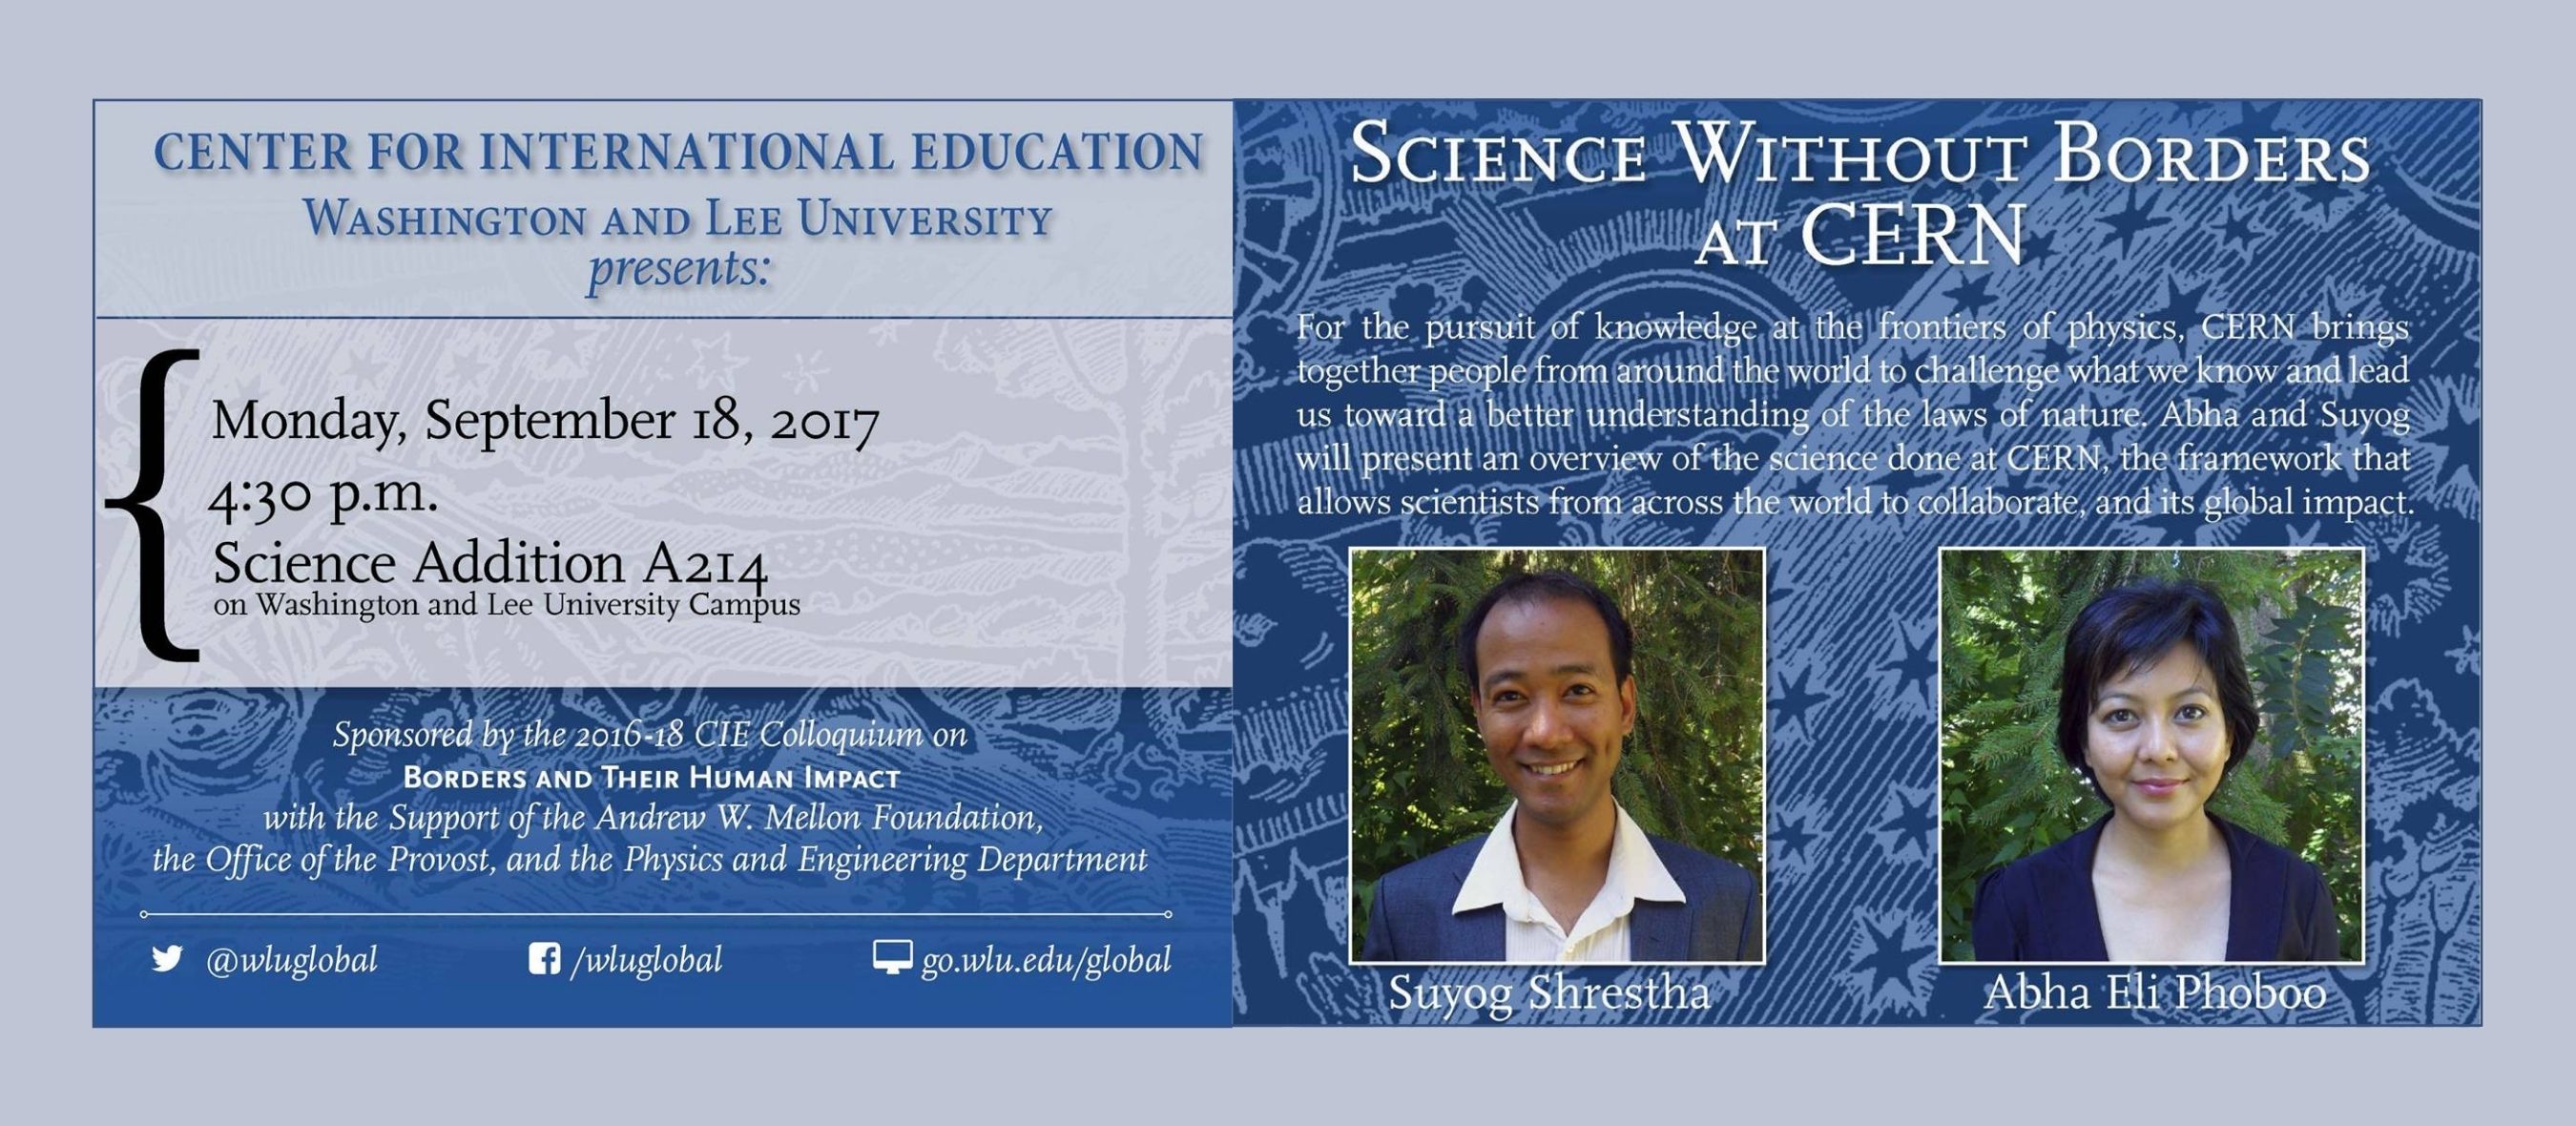 CENTER FOR INTERNATIONAL EDUCATION
WASHINGTON AND LEE UNIVERSITY
presents:
Monday, September 18, 2017
4:30 p.m.
Science Addition A214
on Washington and Lee University Campus
Sponsored by the 2016-18 CIE Colloquium on
BORDERS AND THEIR HUMAN IMPACT
with the Support of the Andrew W. Mellon Foundation,
the Office of the Provost, and the Physics and Engineering Department
@wluglobal
/wluglobal
go.wlu.edu/global
SCIENCE WITHOUT BORDERS
AT CERN
For the pursuit of knowledge at the frontiers of physics, CERN brings
together people from around the world to challenge what we know and lead
us toward a better understanding of the laws of nature. Abha and Suyog
will present an overview of the science done at CERN, the framework that
allows scientists from across the world to collaborate, and its global impact.
Suyog Shrestha
Abha Eli Phoboo